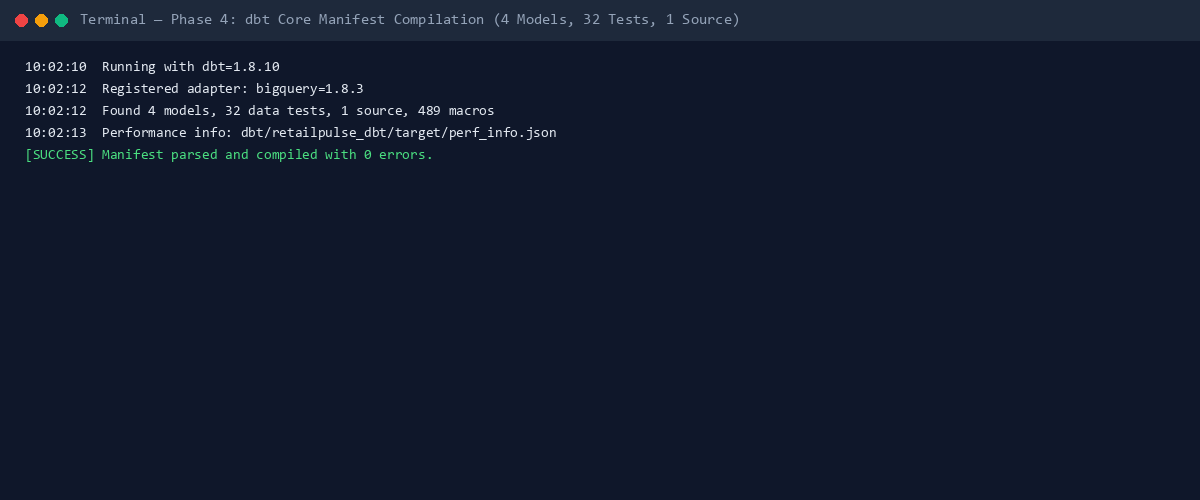 Terminal — Phase 4: dbt Core Manifest Compilation (4 Models, 32 Tests, 1 Source)
10:02:10  Running with dbt=1.8.10
10:02:12  Registered adapter: bigquery=1.8.3
10:02:12  Found 4 models, 32 data tests, 1 source, 489 macros
10:02:13  Performance info: dbt/retailpulse_dbt/target/perf_info.json
[SUCCESS] Manifest parsed and compiled with 0 errors.